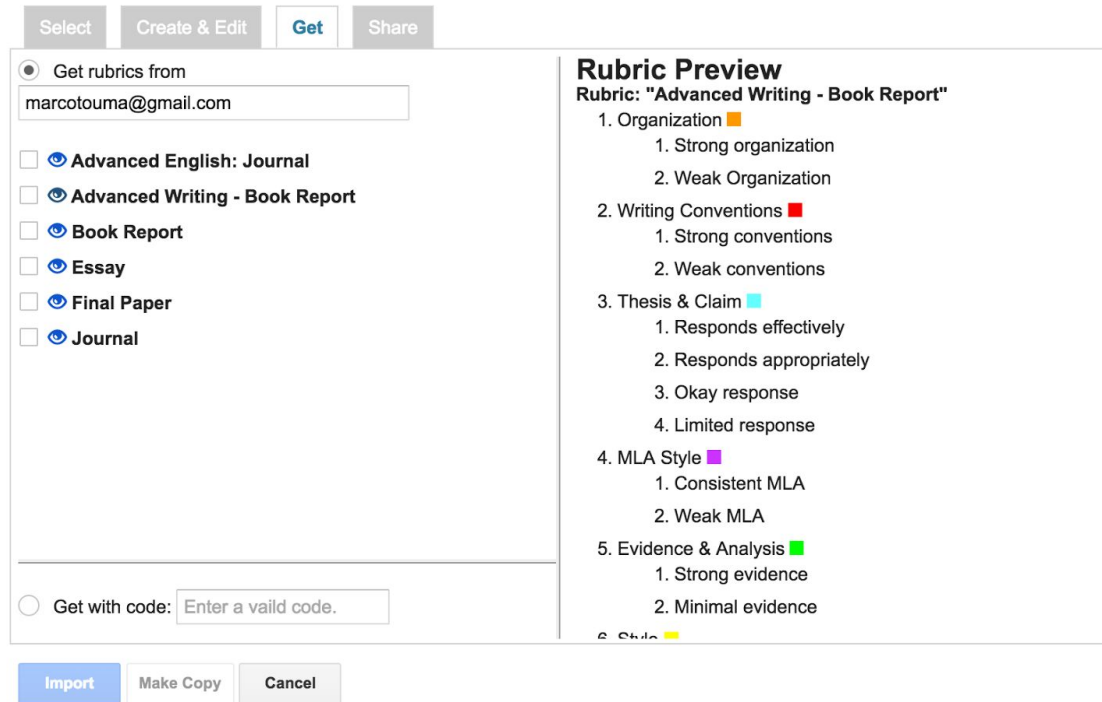 Select Create & Edit Get Share
Get rubrics from
marcotouma@gmail.com
Advanced English: Journal
Advanced Writing - Book Report
Book Report
Essay
Final Paper
Journal
Get with code: Enter a vaild code.
Import Make Copy Cancel
Rubric Preview
Rubric: "Advanced Writing - Book Report"
1. Organization
1. Strong organization
2. Weak Organization
2. Writing Conventions
1. Strong conventions
2. Weak conventions
3. Thesis & Claim
1. Responds effectively
2. Responds appropriately
3. Okay response
4. Limited response
4. MLA Style
1. Consistent MLA
2. Weak MLA
5. Evidence & Analysis
1. Strong evidence
2. Minimal evidence
6. Style